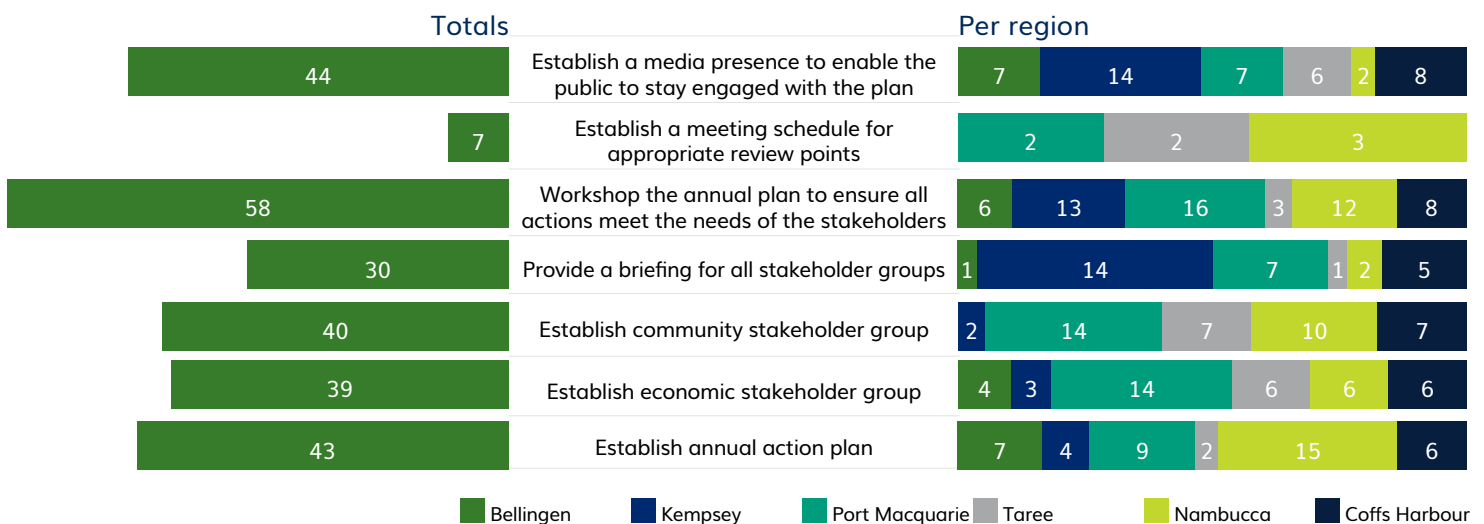 Totals
Per region
44
Establish a media presence to enable the
public to stay engaged with the plan
7 14 7 6 2 8
7
Establish a meeting schedule for
appropriate review points
2 2 3
58
Workshop the annual plan to ensure all
actions meet the needs of the stakeholders
6 13 16 3 12 8
30
Provide a briefing for all stakeholder groups
1 14 7 1 2 5
40
Establish community stakeholder group
2 14 7 10 7
39
Establish economic stakeholder group
4 3 14 6 6 6
43
Establish annual action plan
7 4 9 2 15 6
Bellingen Kempsey Port Macquarie Taree Nambucca Coffs Harbour